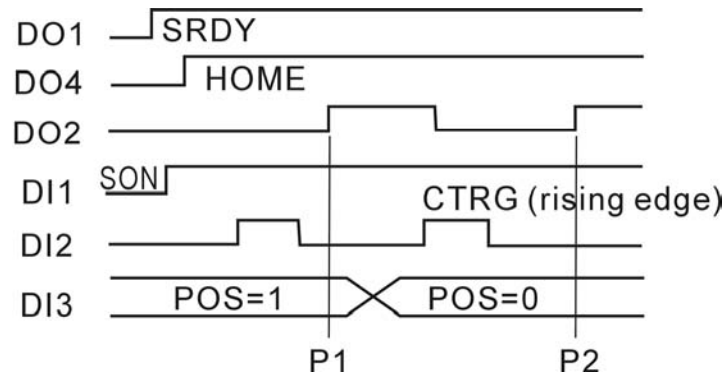 DO1 SRDY
DO4 HOME
DO2
DI1 SON
CTRG (rising edge)
DI2
DI3 POS=1 POS=0
P1 P2